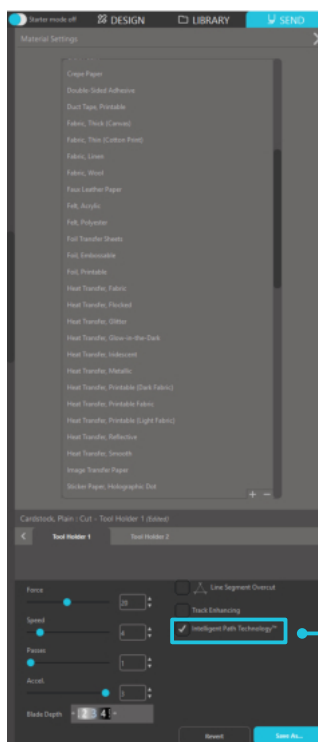 Starter mode off
DESIGN
LIBRARY
SEND
Material Settings
Crepe Paper
Double-Sided Adhesive
Duct Tape, Printable
Fabric, Thick (Canvas)
Fabric, Thin (Cotton Print)
Fabric, Linen
Fabric, Wool
Faux Leather Paper
Felt, Acrylic
Felt, Polyester
Foil Transfer Sheets
Foil, Embossable
Foil, Printable
Heat Transfer, Fabric
Heat Transfer, Flocked
Heat Transfer, Glitter
Heat Transfer, Glow-in-the-Dark
Heat Transfer, Iridescent
Heat Transfer, Metallic
Heat Transfer, Printable (Dark Fabric)
Heat Transfer, Printable Fabric
Heat Transfer, Printable (Light Fabric)
Heat Transfer, Reflective
Heat Transfer, Smooth
Image Transfer Paper
Sticker Paper, Holographic Dot
+ −
Cardstock, Plain : Cut - Tool Holder 1 (Edited)
Tool Holder 1
Tool Holder 2
Force
20
Line Segment Overcut
Speed
4
Track Enhancing
Intelligent Path Technology™
Passes
1
Accel.
3
Blade Depth
3 4
Revert
Save As...